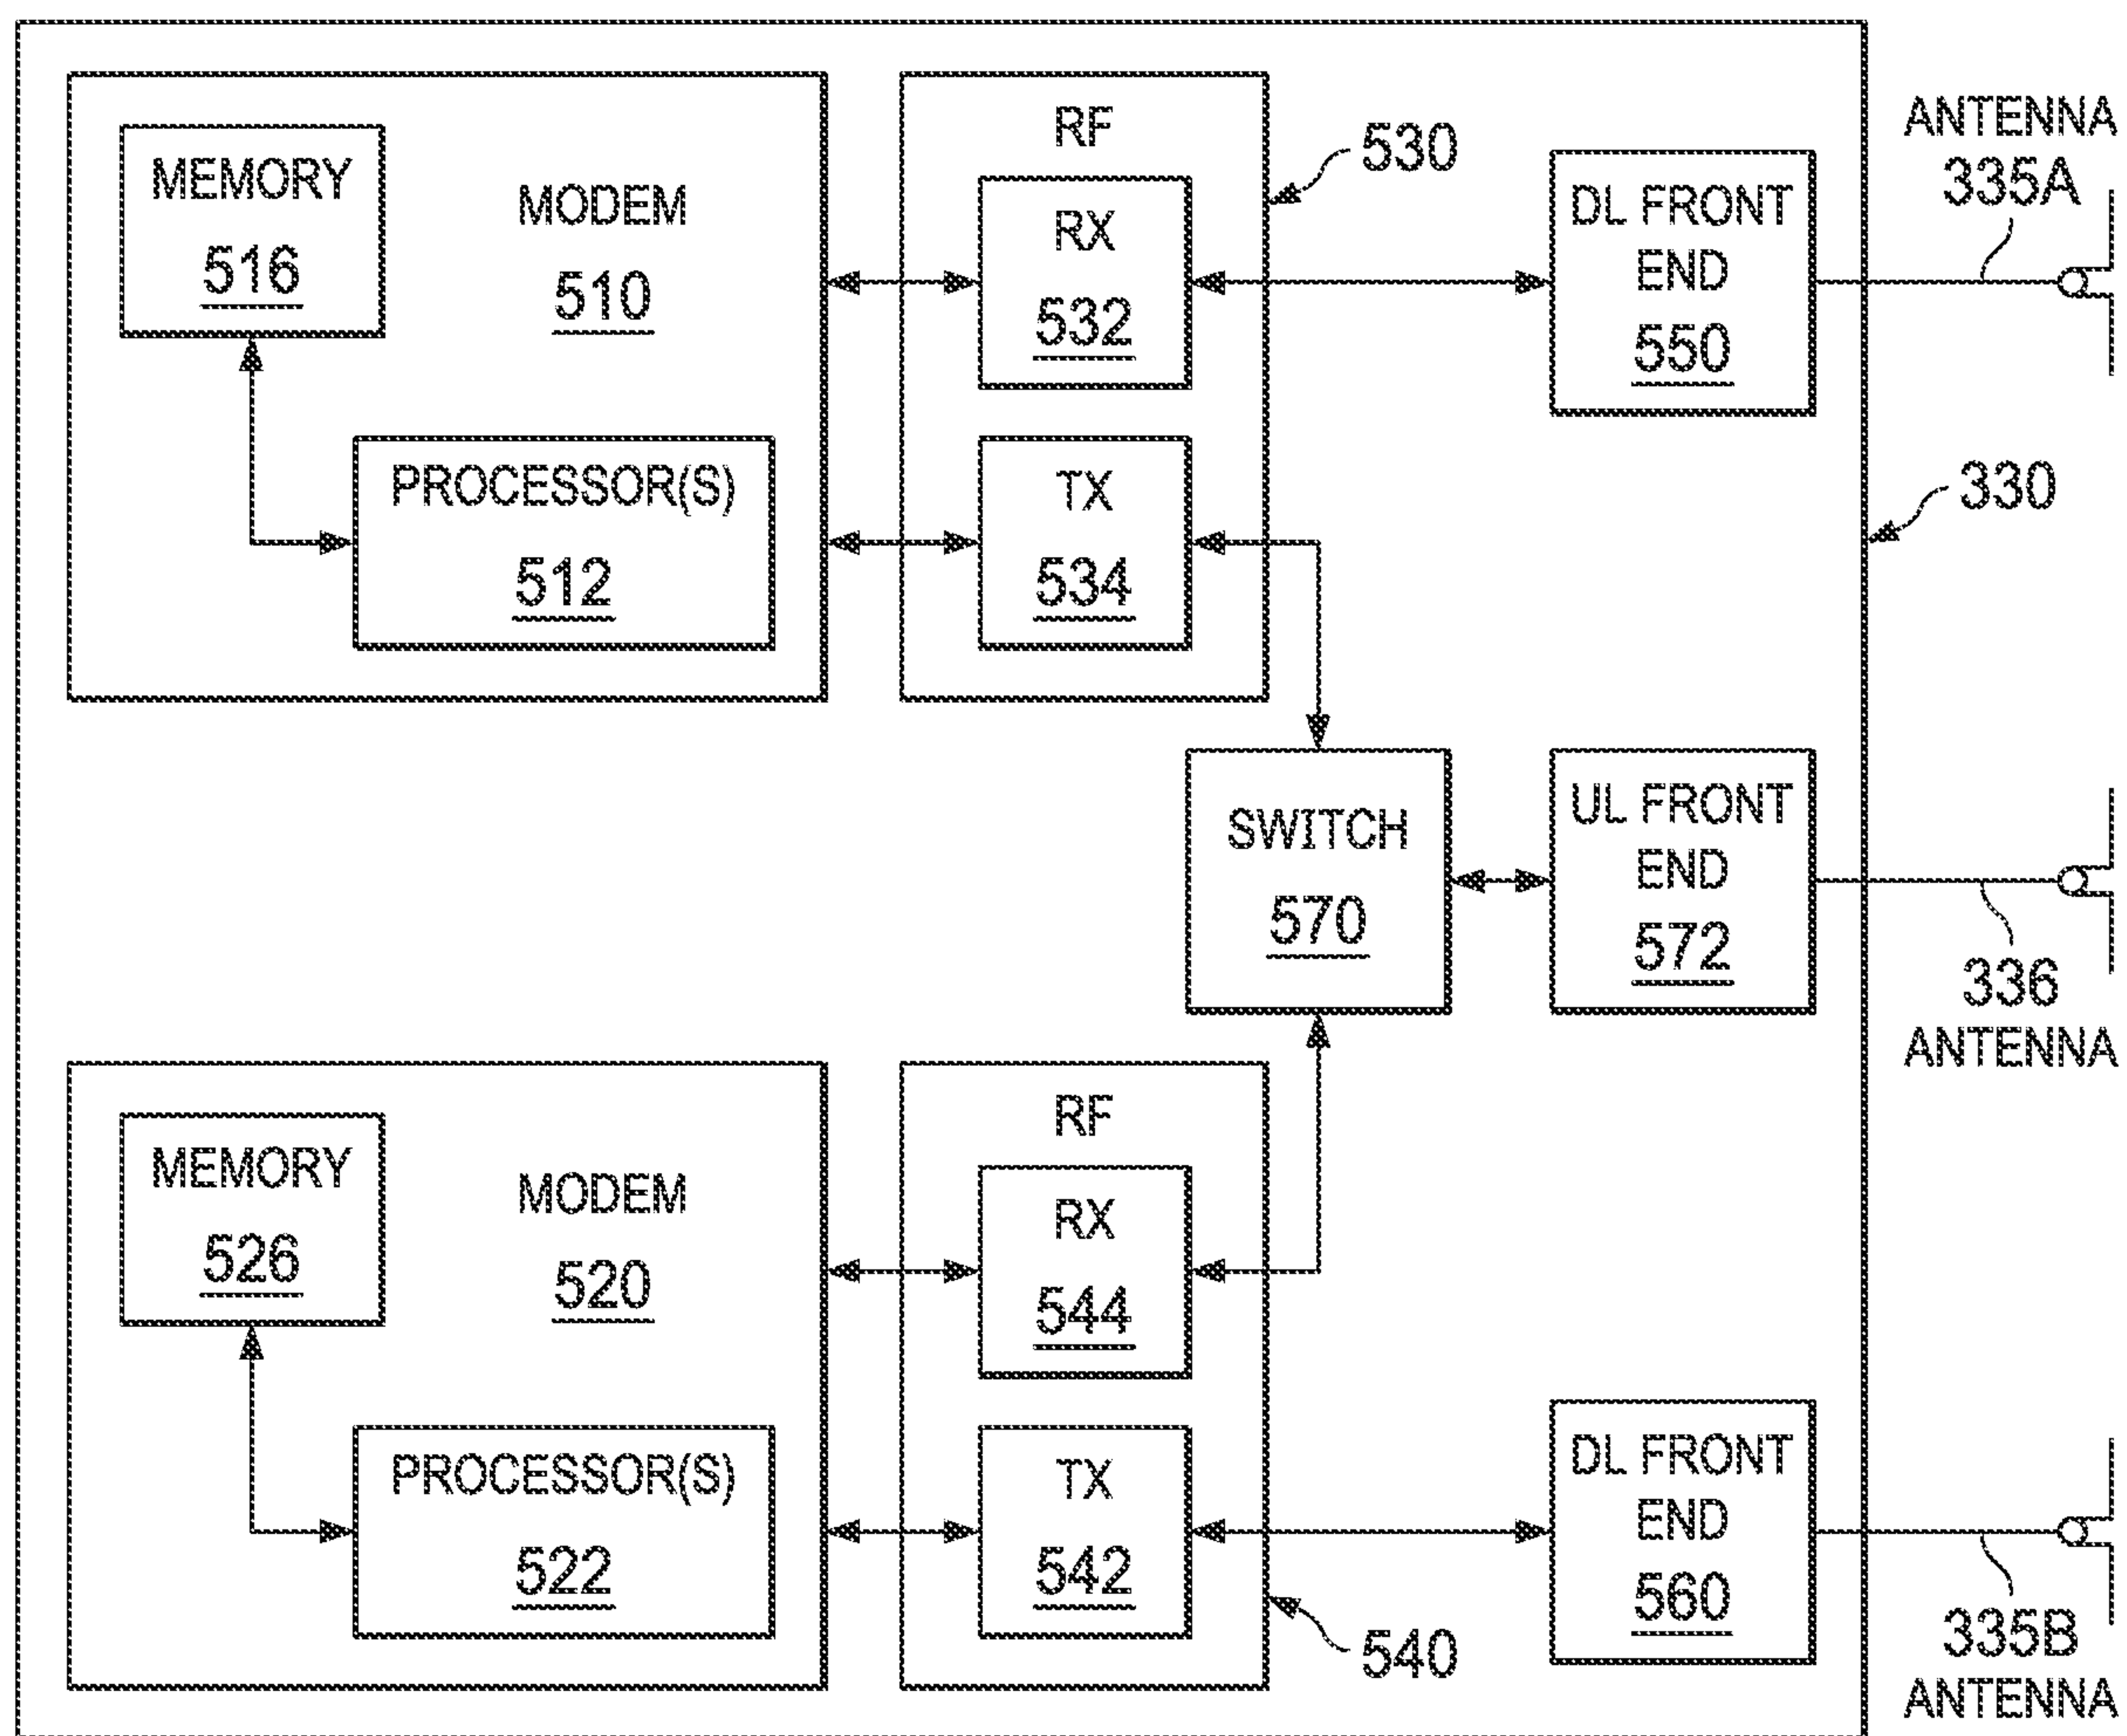 MEMORY
516
MODEM
510
PROCESSOR(S)
512
RF
RX
532
TX
534
530
DL FRONT
END
550
ANTENNA
335A
330
SWITCH
570
UL FRONT
END
572
336
ANTENNA
MEMORY
526
MODEM
520
PROCESSOR(S)
522
RF
RX
544
TX
542
540
DL FRONT
END
560
335B
ANTENNA